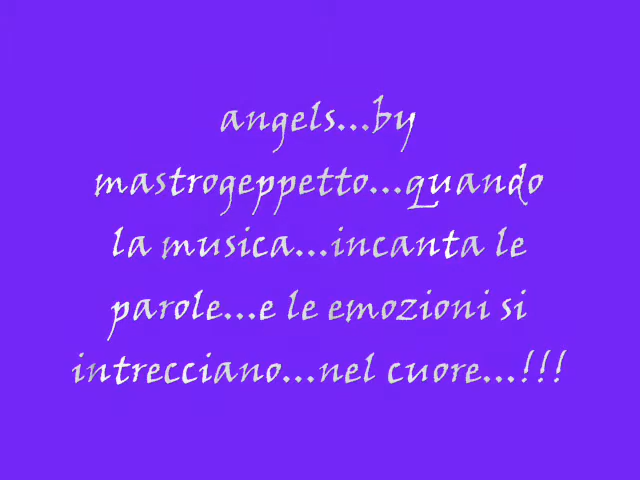 angels...by
mastrogeppetto...quando
la musica...incanta le
parole...e le emozioni si
intrecciano...nel cuore...!!!